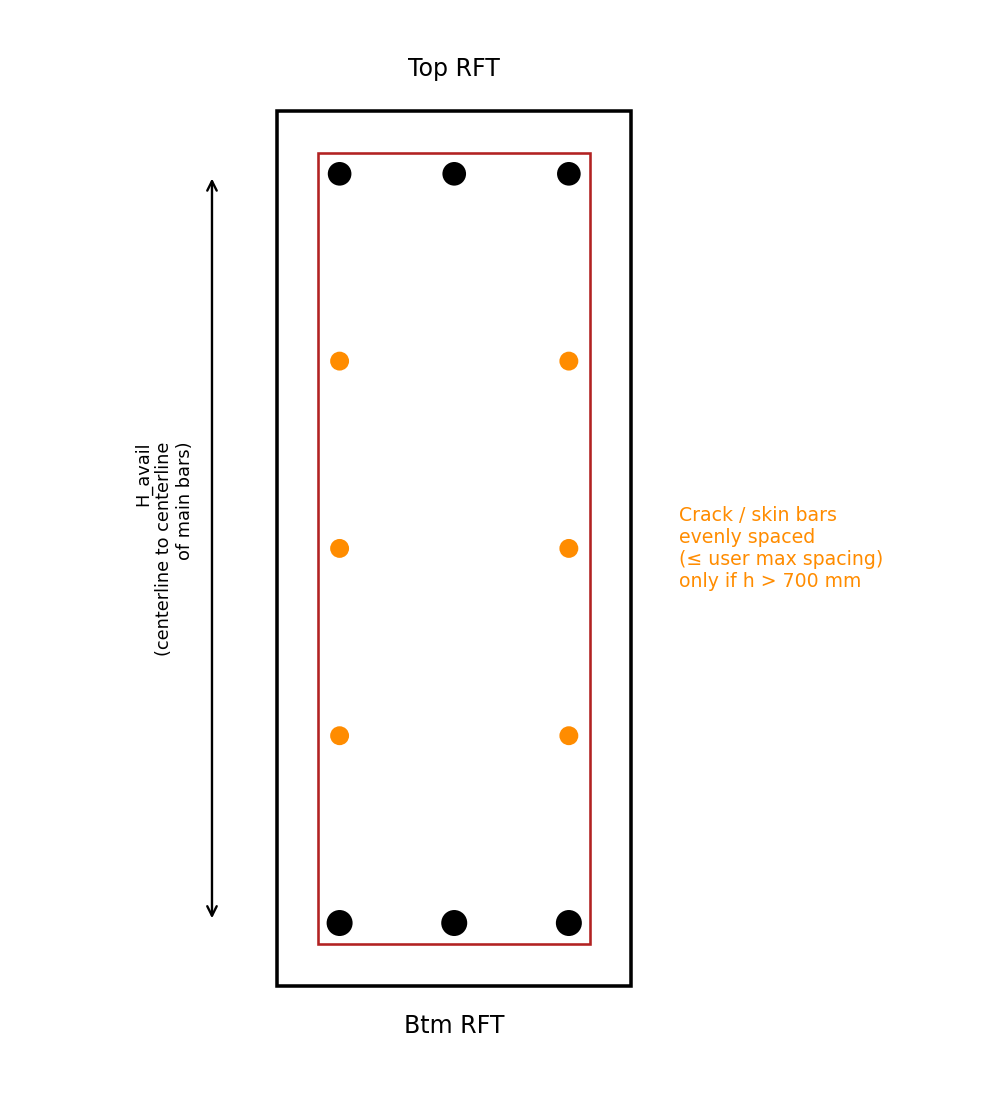 Top RFT
H_avail
(centerline to centerline
of main bars)
Crack / skin bars
evenly spaced
(≤ user max spacing)
only if h > 700 mm
Btm RFT